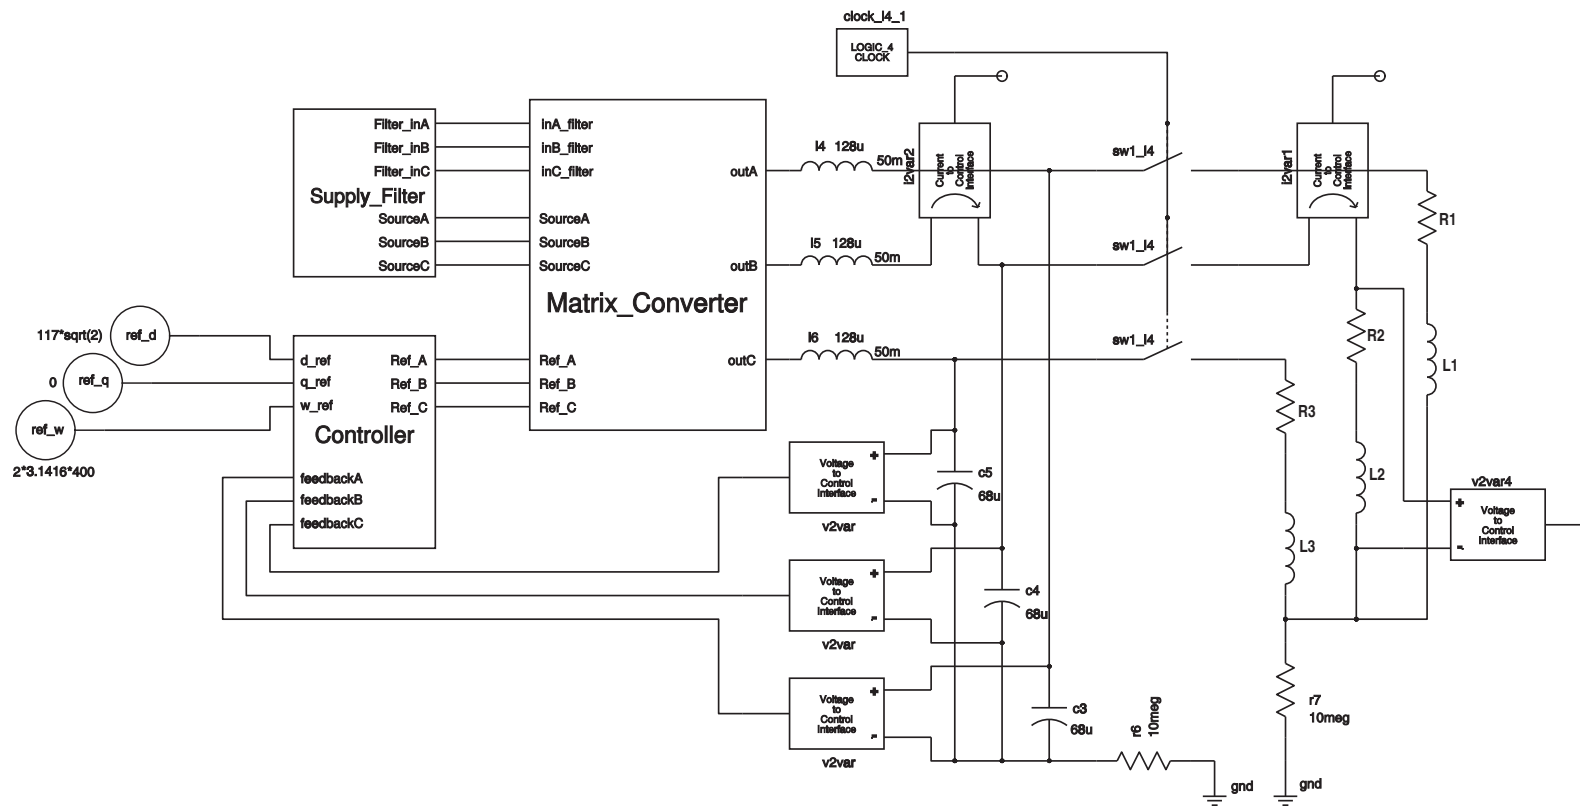 clock_l4_1
LOGIC_4
CLOCK
Filter_inA
Filter_inB
Filter_inC
Supply_Filter
SourceA
SourceB
SourceC
inA_filter
inB_filter
inC_filter
SourceA
SourceB
SourceC
Matrix_Converter
Ref_A
Ref_B
Ref_C
outA
outB
outC
l4 128u
50m
l5 128u
50m
l6 128u
50m
i2var2
Current
to
Control
Interface
sw1_l4
sw1_l4
sw1_l4
i2var1
Current
to
Control
Interface
R1
L1
R2
L2
R3
L3
117*sqrt(2)
ref_d
0
ref_q
ref_w
2*3.1416*400
d_ref
q_ref
w_ref
Ref_A
Ref_B
Ref_C
Controller
feedbackA
feedbackB
feedbackC
Voltage
to
Control
Interface
+
-
v2var
c5
68u
Voltage
to
Control
Interface
+
-
v2var
c4
68u
Voltage
to
Control
Interface
+
-
v2var
c3
68u
r6
10meg
gnd
r7
10meg
gnd
v2var4
+
-
Voltage
to
Control
Interface